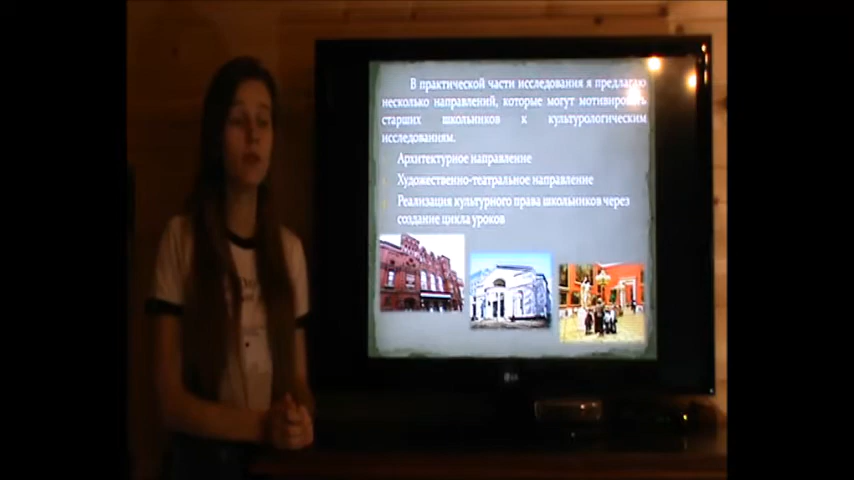 В практической части исследования я предлагаю
несколько направлений, которые могут мотивировать
старших школьников к культурологическим
исследованиям.
Архитектурное направление
Художественно-театральное направление
Реализация культурного права школьников через
создание цикла уроков
LG